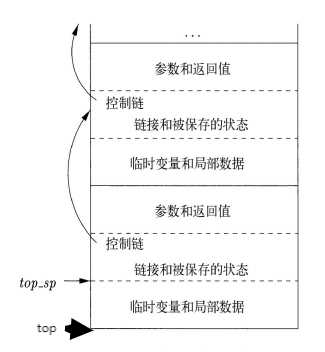 ...
参数和返回值
控制链
链接和被保存的状态
临时变量和局部数据
参数和返回值
控制链
链接和被保存的状态
top_sp
临时变量和局部数据
top